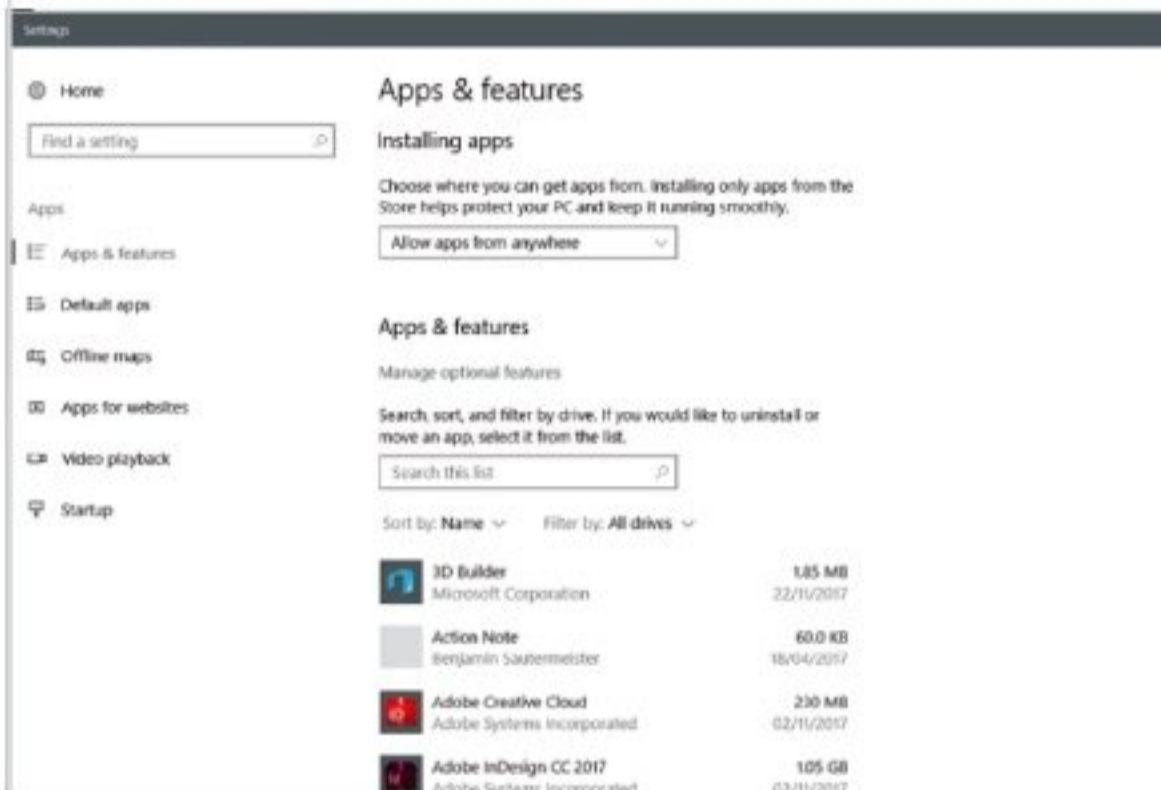 Settings
Home
Find a setting
Apps
Apps & features
Default apps
Offline maps
Apps for websites
Video playback
Startup
Apps & features
Installing apps
Choose where you can get apps from. Installing only apps from the
Store helps protect your PC and keep it running smoothly.
Allow apps from anywhere
Apps & features
Manage optional features
Search, sort, and filter by drive. If you would like to uninstall or
move an app, select it from the list.
Search this list
Sort by: Name Filter by: All drives
3D Builder 1.85 MB
Microsoft Corporation 22/11/2017
Action Note 60.0 KB
Benjamin Sautermeister 18/04/2017
Adobe Creative Cloud 230 MB
Adobe Systems Incorporated 02/11/2017
Adobe InDesign CC 2017 1.05 GB
Adobe Systems Incorporated 02/11/2017